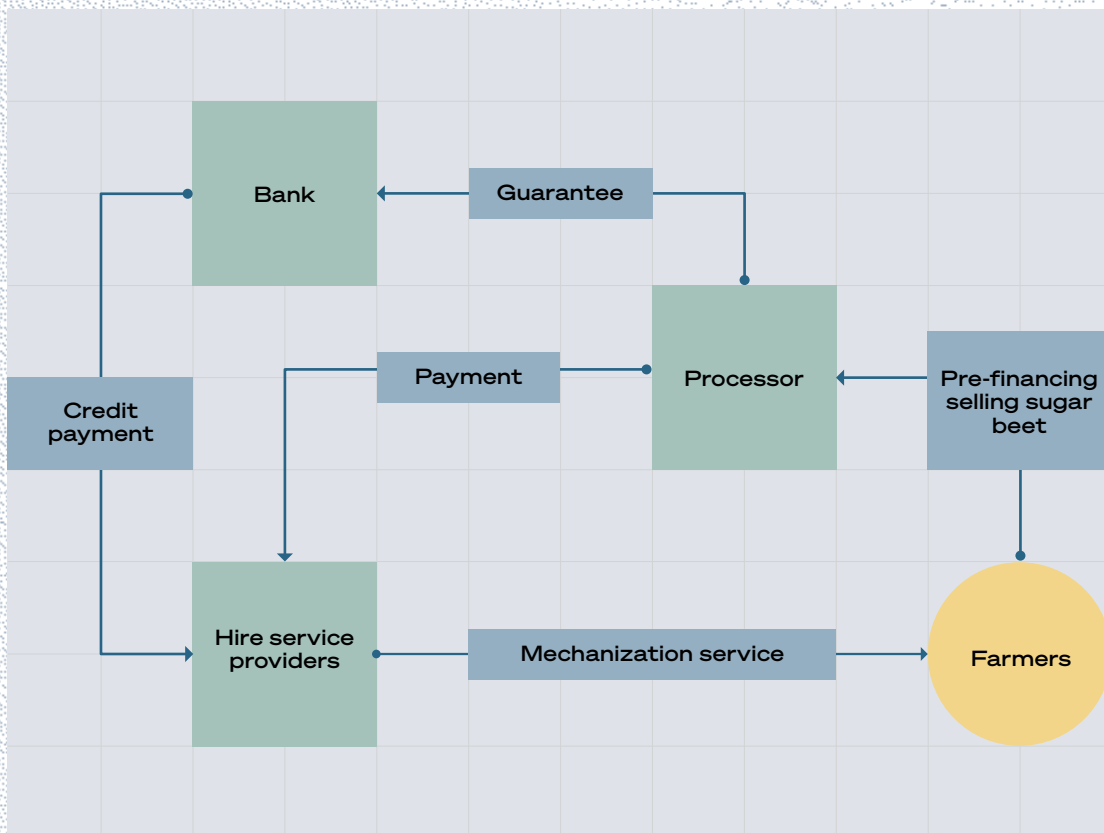 Bank
Guarantee
Payment
Processor
Pre-financing
selling sugar
beet
Credit
payment
Hire service
providers
Mechanization service
Farmers